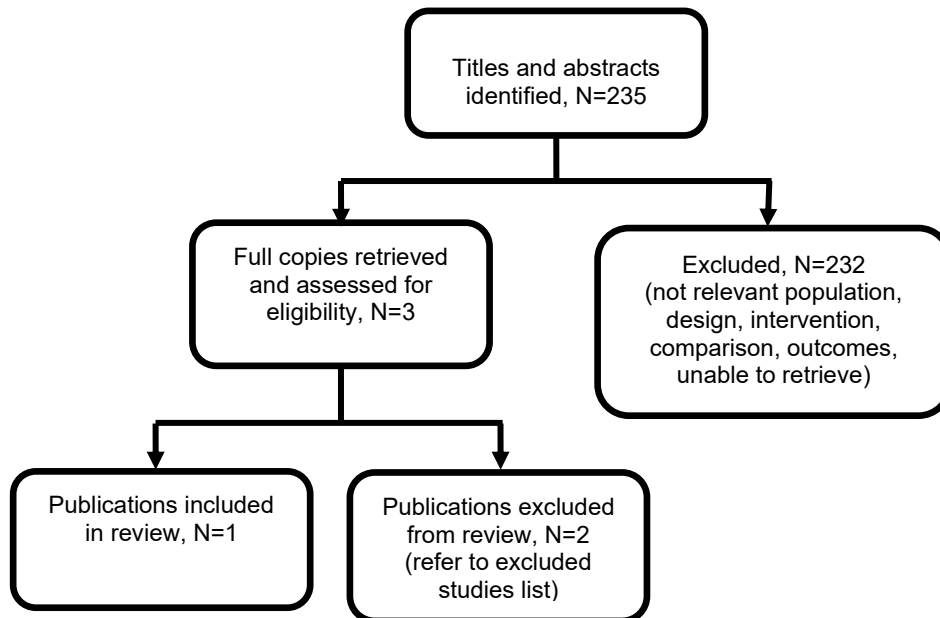 Titles and abstracts
identified, N=235
Full copies retrieved
and assessed for
eligibility, N=3
Excluded, N=232
(not relevant population,
design, intervention,
comparison, outcomes,
unable to retrieve)
Publications included
in review, N=1
Publications excluded
from review, N=2
(refer to excluded
studies list)